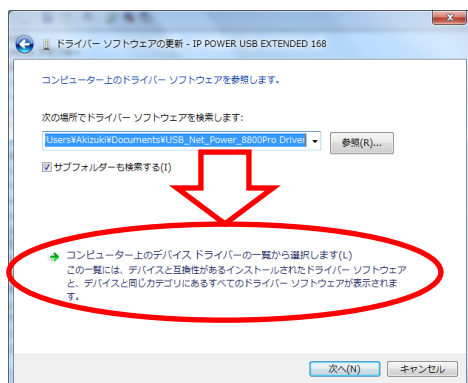 ドライバー ソフトウェアの更新 - IP POWER USB EXTENDED 168
コンピューター上のドライバー ソフトウェアを参照します。
次の場所でドライバー ソフトウェアを検索します:
Users¥Akizuki¥Documents¥USB_Net_Power_8800Pro Driver
参照(R)...
サブフォルダーも検索する(I)
コンピューター上のデバイス ドライバーの一覧から選択します(L)
この一覧には、デバイスと互換性があるインストールされたドライバー ソフトウェア
と、デバイスと同じカテゴリにあるすべてのドライバー ソフトウェアが表示されま
す。
次へ(N)
キャンセル